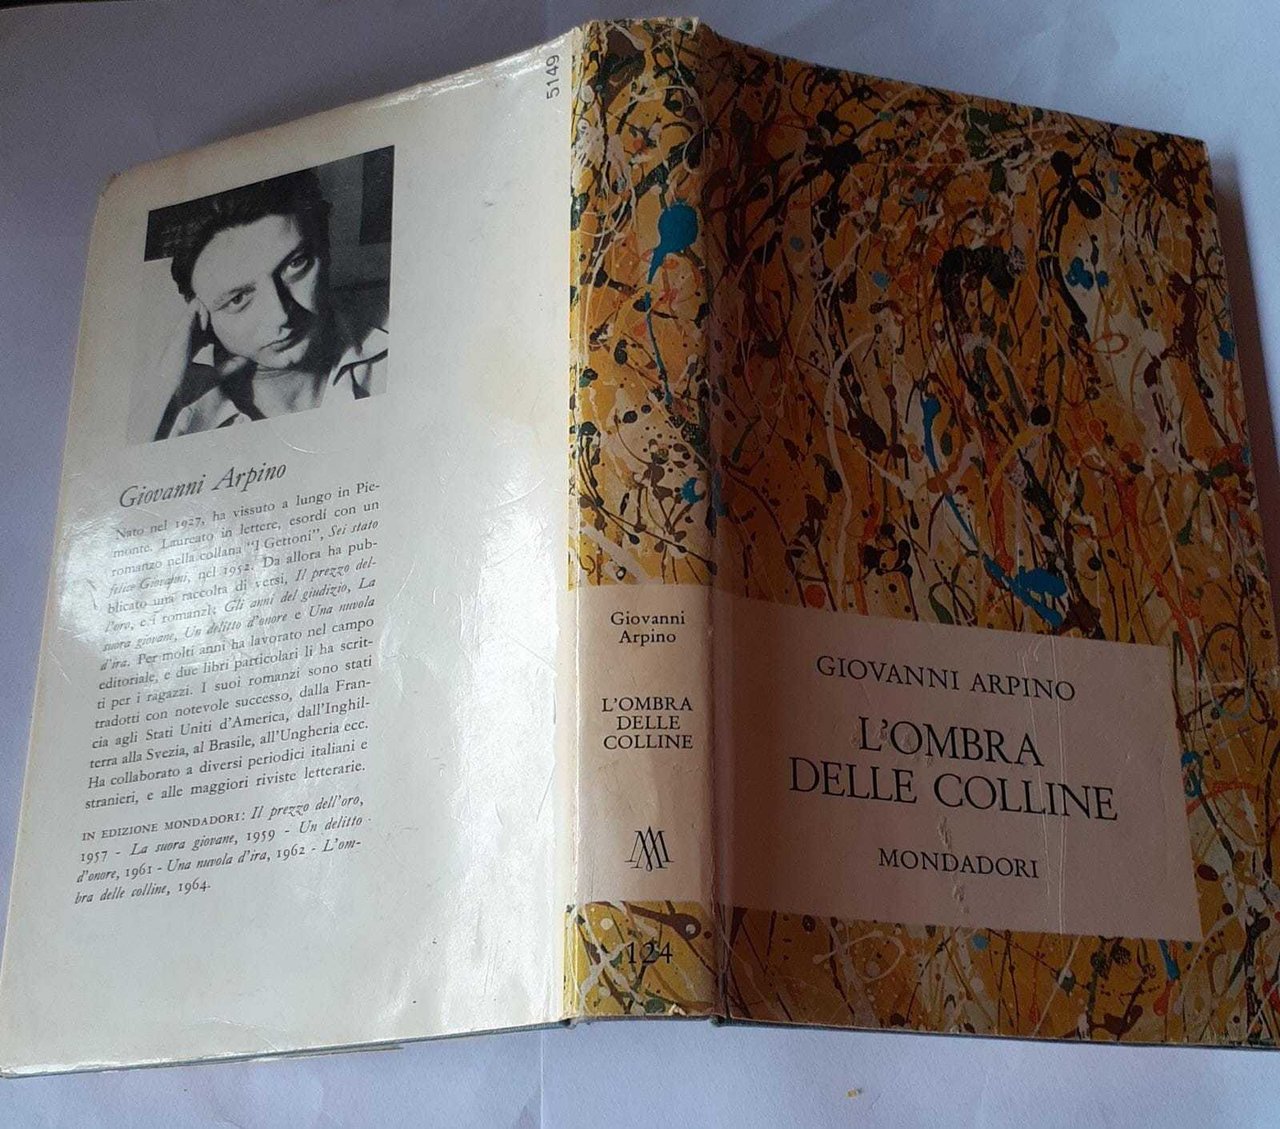 5149
Giovanni Arpino
Nato nel 1927, ha vissuto a lungo in Pie-
monte. Laureato in lettere, esordì con un
romanzo nella collana "I Gettoni", Sei stato
felice Giovanni, nel 1952. Da allora ha pub-
blicato una raccolta di versi, Il prezzo del-
l'oro, e i romanzi: Gli anni del giudizio, La
suora giovane, Un delitto d'onore e Una nuvola
d'ira. Per molti anni ha lavorato nel campo
editoriale, e due libri particolari li ha scrit-
ti per i ragazzi. I suoi romanzi sono stati
tradotti con notevole successo, dalla Fran-
cia agli Stati Uniti d'America, dall'Inghil-
terra alla Svezia, al Brasile, all'Ungheria ecc.
Ha collaborato a diversi periodici italiani e
stranieri, e alle maggiori riviste letterarie.
IN EDIZIONE MONDADORI: Il prezzo dell'oro,
1957 - La suora giovane, 1959 - Un delitto
d'onore, 1961 - Una nuvola d'ira, 1962 - L'om-
bra delle colline, 1964.
Giovanni
Arpino
L'OMBRA
DELLE
COLLINE
124
GIOVANNI ARPINO
L'OMBRA
DELLE COLLINE
MONDADORI